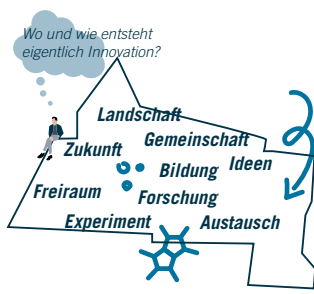 Wo und wie entsteht
eigentlich Innovation?
Landschaft
Gemeinschaft
Zukunft
Ideen
Bildung
Freiraum
Forschung
Experiment
Austausch